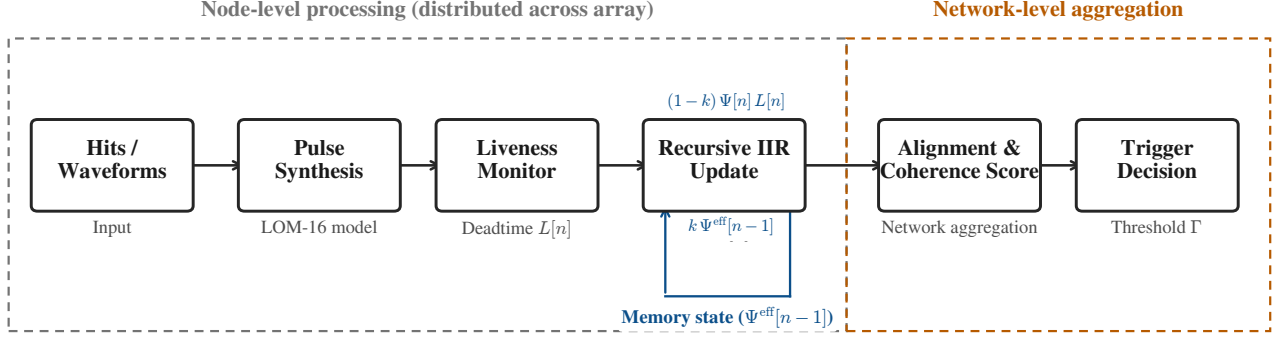 Node-level processing (distributed across array)
Network-level aggregation
(1 − k) Ψ[n] L[n]
Hits /
Waveforms
Pulse
Synthesis
Liveness
Monitor
Recursive IIR
Update
Alignment &
Coherence Score
Trigger
Decision
Input
LOM-16 model
Deadtime L[n]
k Ψ^eff[n−1]
Network aggregation
Threshold Γ
Memory state (Ψ^eff[n−1])